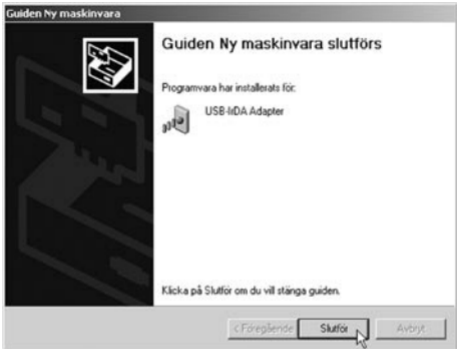 Guiden Ny maskinvara
Guiden Ny maskinvara slutförs
Programvara har installerats för:
USB-IrDA Adapter
Klicka på Slutför om du vill stänga guiden.
< Föregående
Slutför
Avbryt